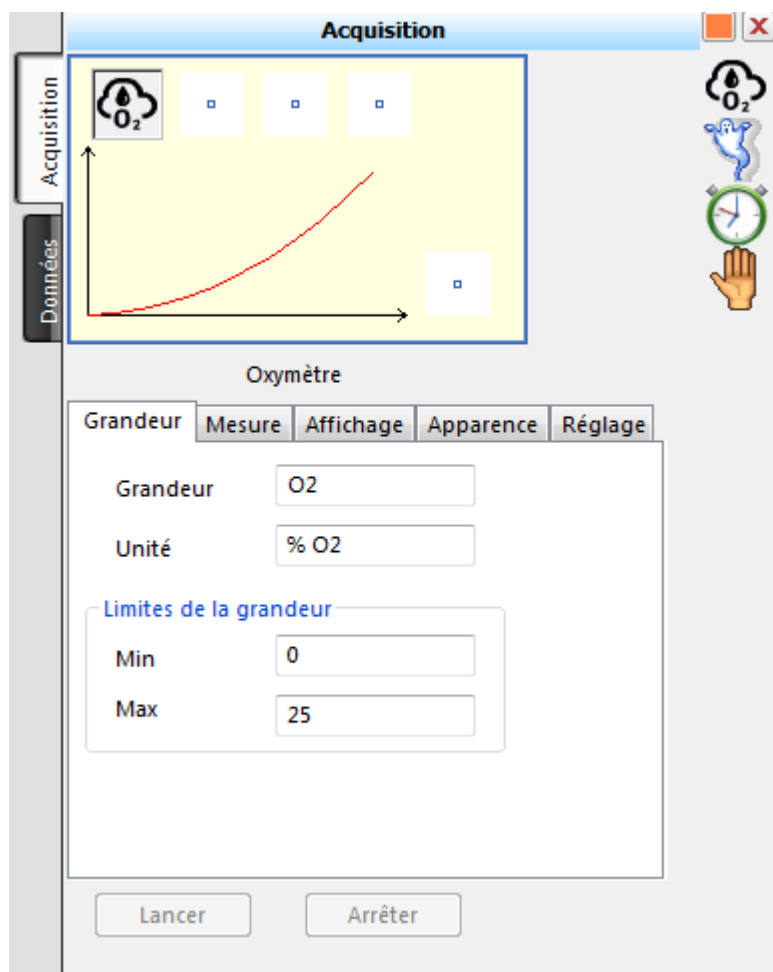 Acquisition
Acquisition
Données
O2
Oxymètre
Grandeur Mesure Affichage Apparence Réglage
Grandeur O2
Unité % O2
Limites de la grandeur
Min 0
Max 25
Lancer Arrêter
O2